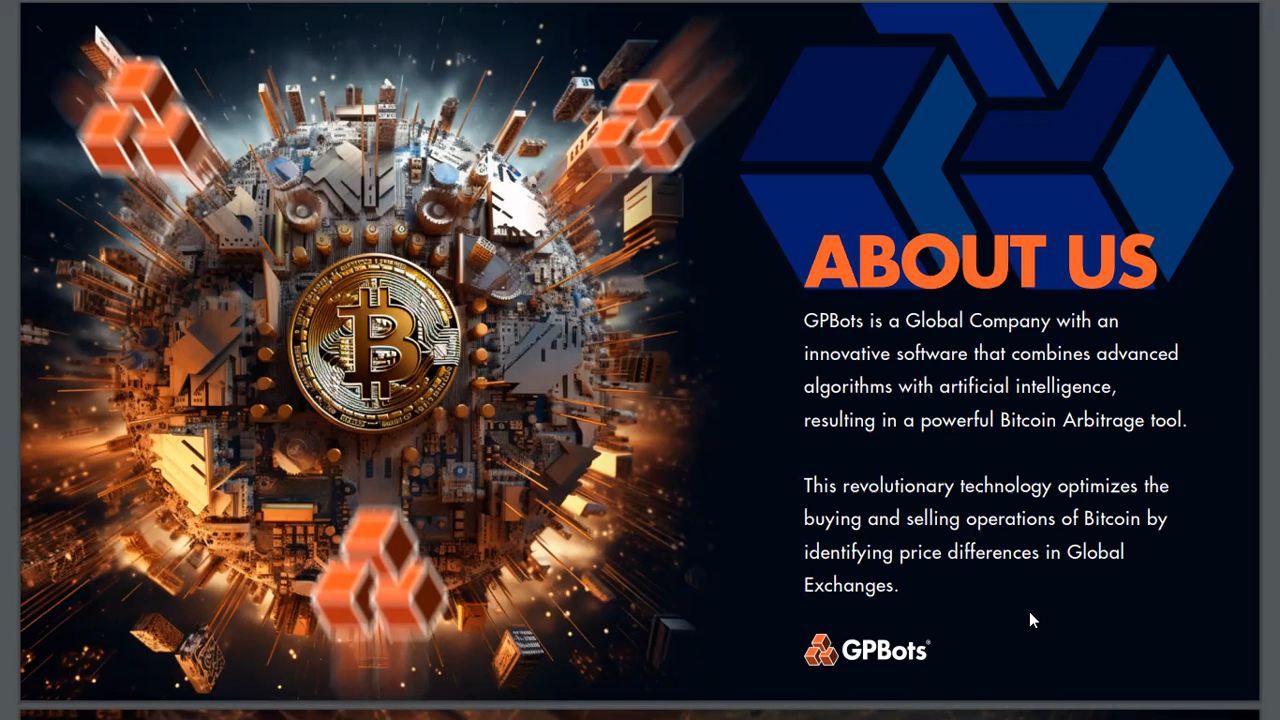 ABOUT US
GPBots is a Global Company with an
innovative software that combines advanced
algorithms with artificial intelligence,
resulting in a powerful Bitcoin Arbitrage tool.
This revolutionary technology optimizes the
buying and selling operations of Bitcoin by
identifying price differences in Global
Exchanges.
GPBots®